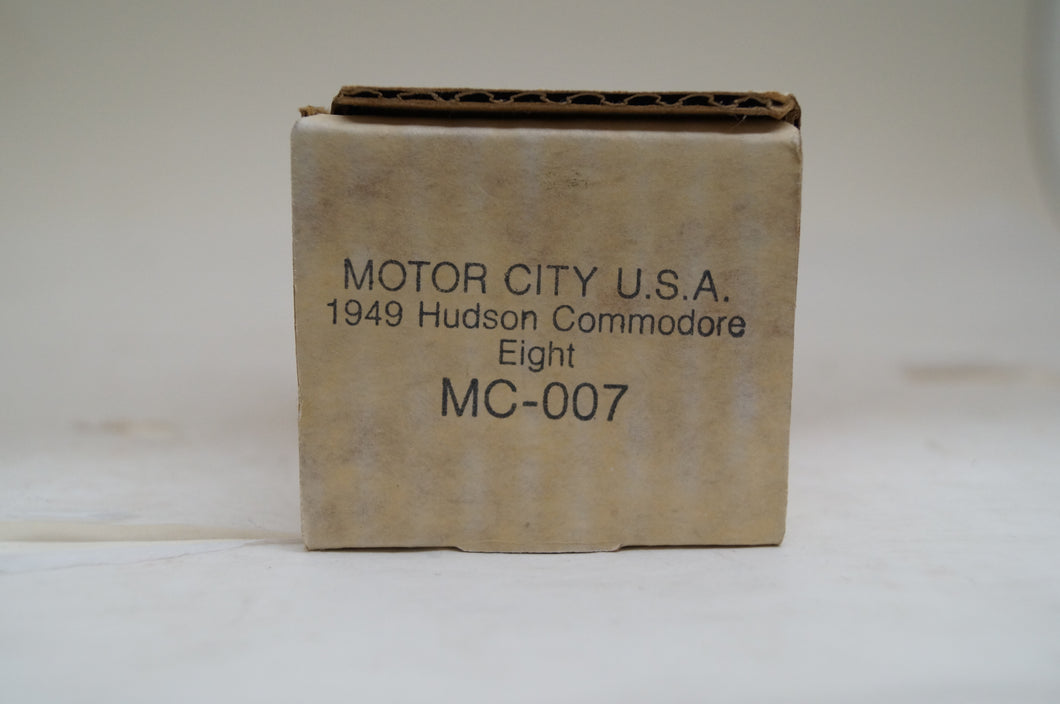 MOTOR CITY U.S.A.
1949 Hudson Commodore
Eight
MC-007